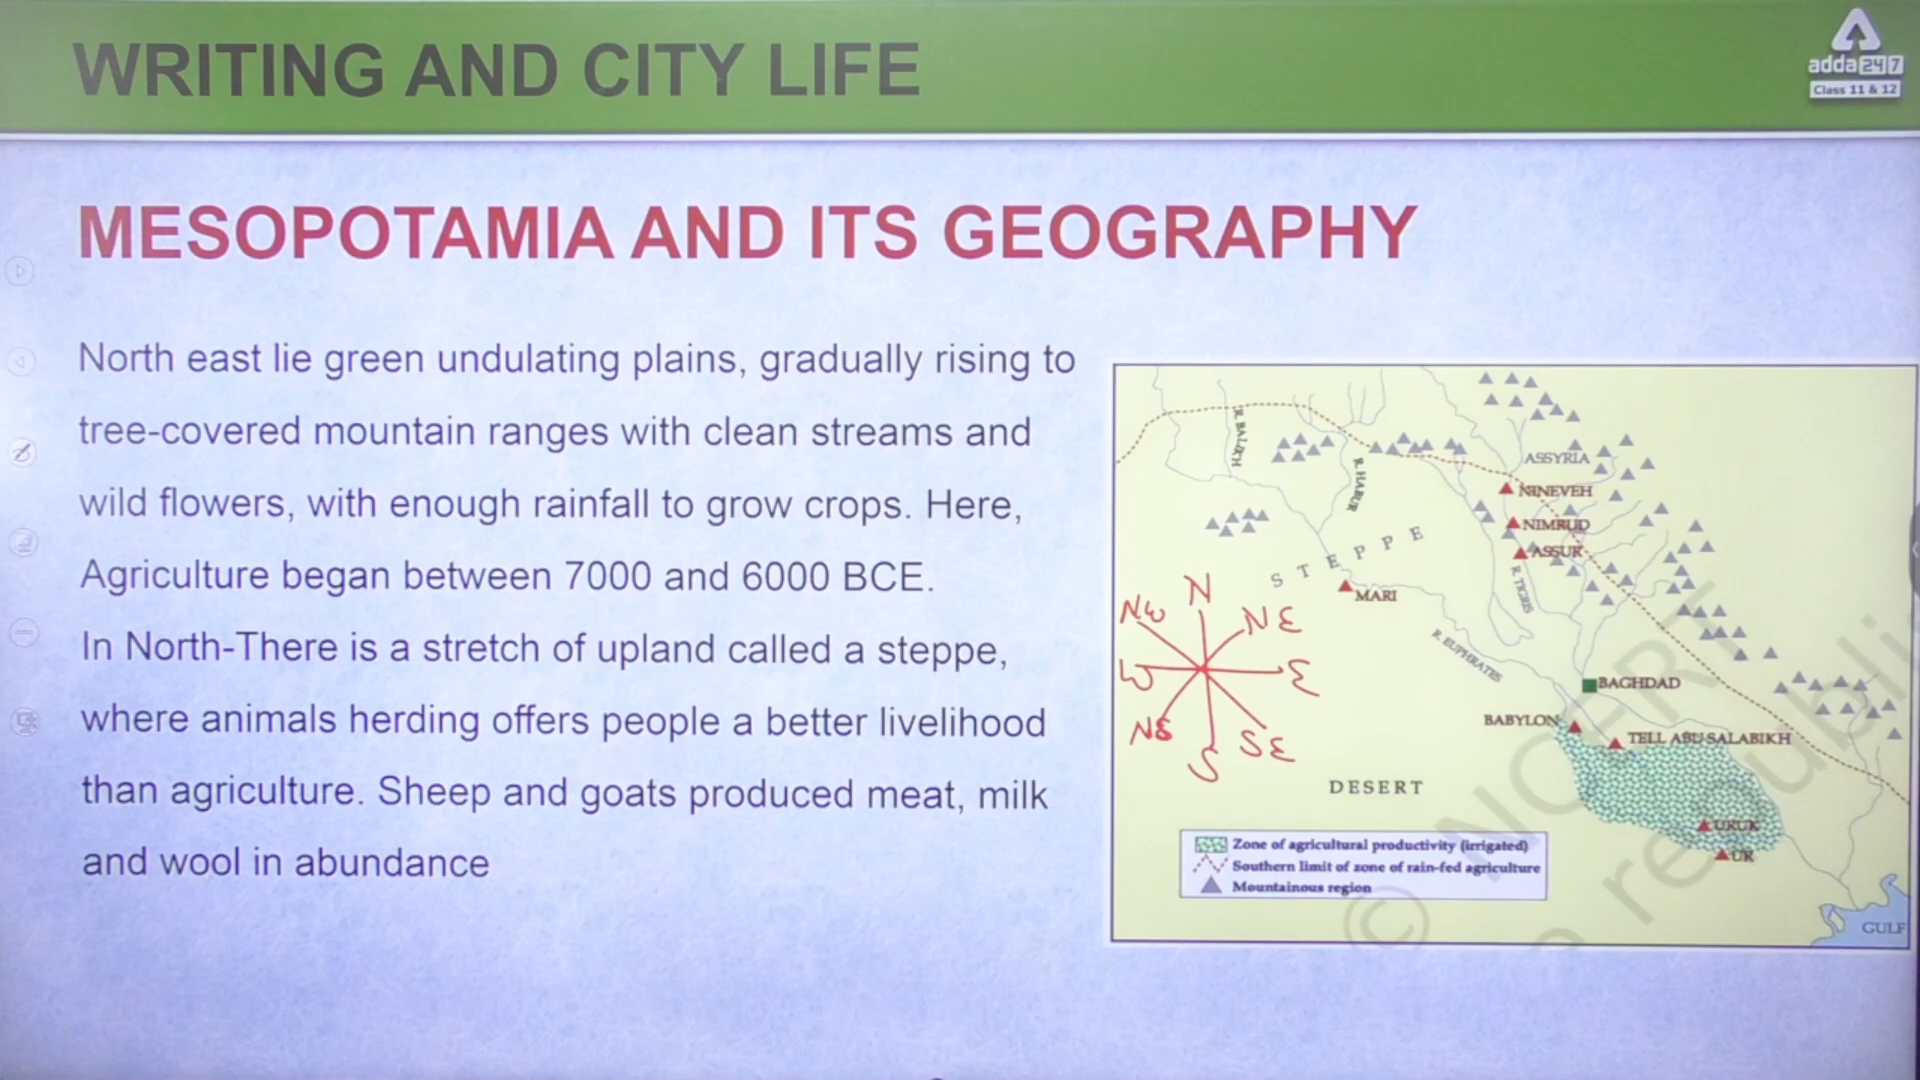 WRITING AND CITY LIFE
adda247
Class 11 & 12
MESOPOTAMIA AND ITS GEOGRAPHY
North east lie green undulating plains, gradually rising to
tree-covered mountain ranges with clean streams and
wild flowers, with enough rainfall to grow crops. Here,
Agriculture began between 7000 and 6000 BCE.
In North-There is a stretch of upland called a steppe,
where animals herding offers people a better livelihood
than agriculture. Sheep and goats produced meat, milk
and wool in abundance
R. BALIKH
R. HABUR
ASSYRIA
NINEVEH
NIMRUD
ASSUR
STEPPE
R. TIGRIS
MARI
R. EUPHRATES
BAGHDAD
BABYLON
TELL ABU SALABIKH
DESERT
URUK
UR
GULF
N
NW
NE
W
E
NS
SE
S
Zone of agricultural productivity (irrigated)
Southern limit of zone of rain-fed agriculture
Mountainous region
© NCERT
republi